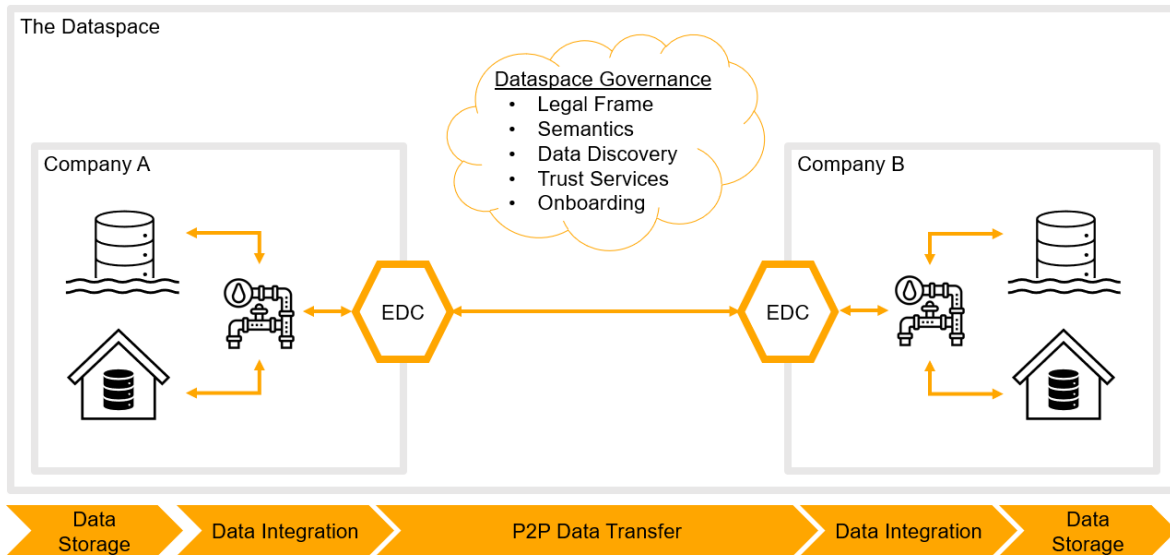 The Dataspace
Dataspace Governance
• Legal Frame
• Semantics
• Data Discovery
• Trust Services
• Onboarding
Company A
Company B
EDC
EDC
Data
Storage
Data Integration
P2P Data Transfer
Data Integration
Data
Storage